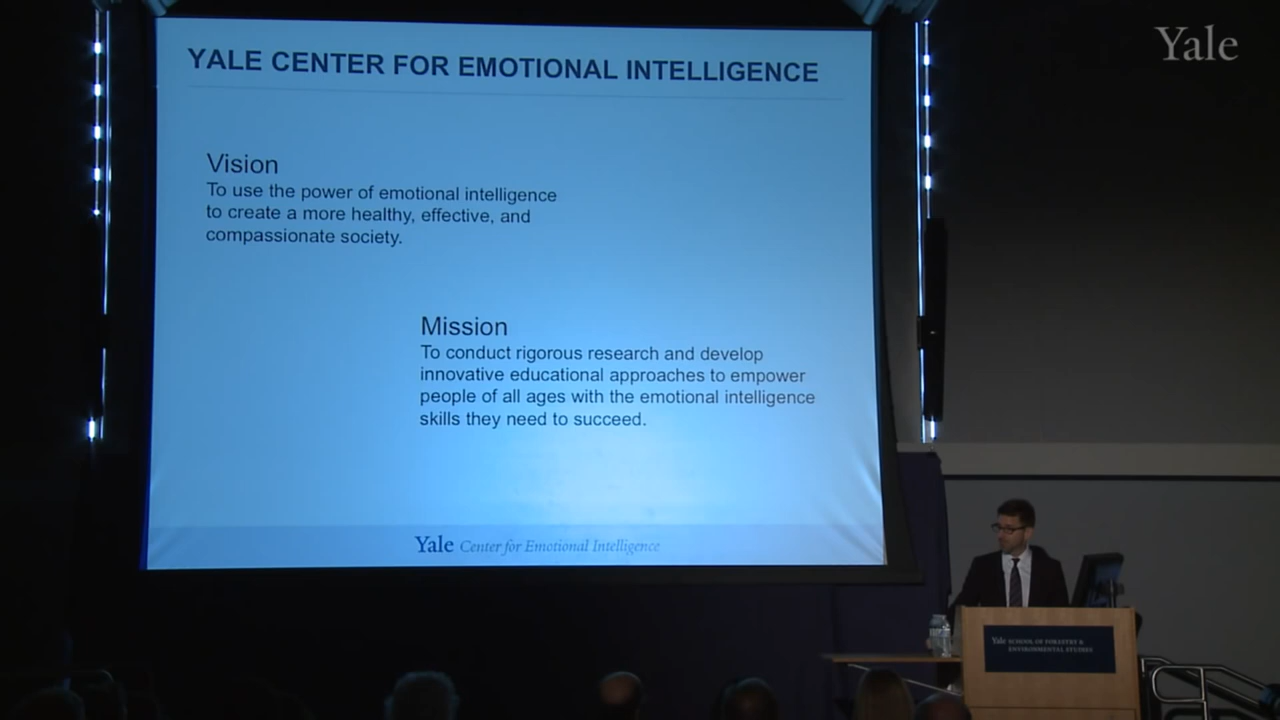 Yale
YALE CENTER FOR EMOTIONAL INTELLIGENCE
Vision
To use the power of emotional intelligence
to create a more healthy, effective, and
compassionate society.
Mission
To conduct rigorous research and develop
innovative educational approaches to empower
people of all ages with the emotional intelligence
skills they need to succeed.
Yale Center for Emotional Intelligence
Yale SCHOOL OF FORESTRY &
ENVIRONMENTAL STUDIES